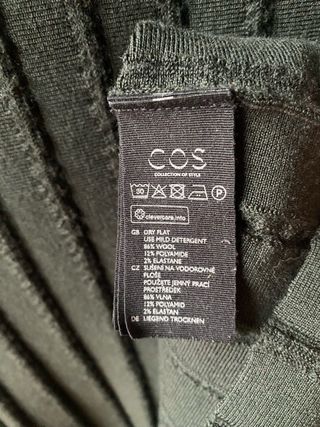 COS
COLLECTION OF STYLE
30 P
clevercare.info
GB DRY FLAT
USE MILD DETERGENT
86% WOOL
12% POLYAMIDE
2% ELASTANE
CZ SUŠENÍ NA VODOROVNÉ
PLOŠE
POUŽĲTE JEMNÝ PRACÍ
PROSTŘEDEK
86% VLNA
12% POLYAMID
2% ELASTAN
DE LIEGEND TROCKNEN